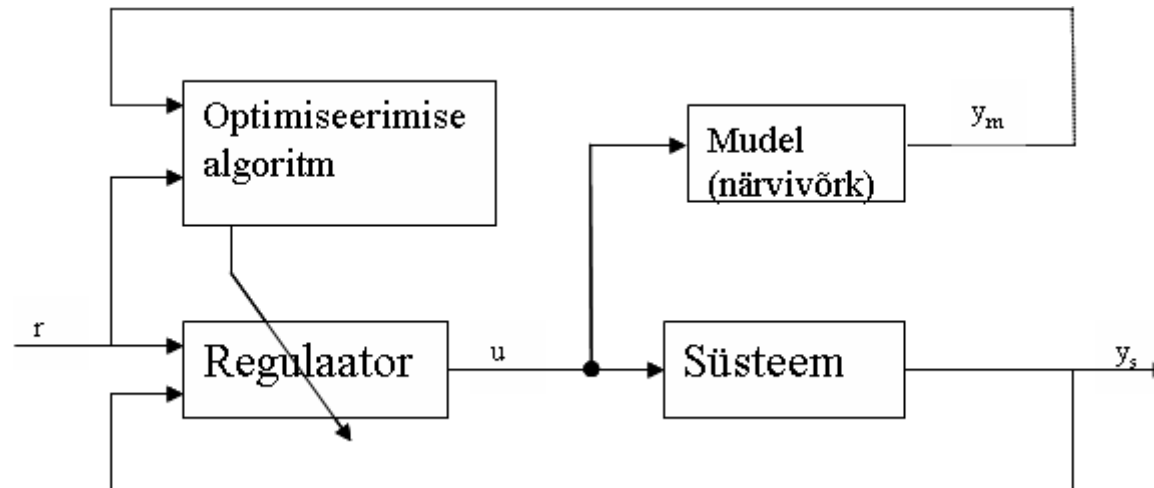 Optimiseerimise
algoritm
Mudel
(närvivõrk)
yₘ
r
Regulaator
u
Süsteem
yₛ